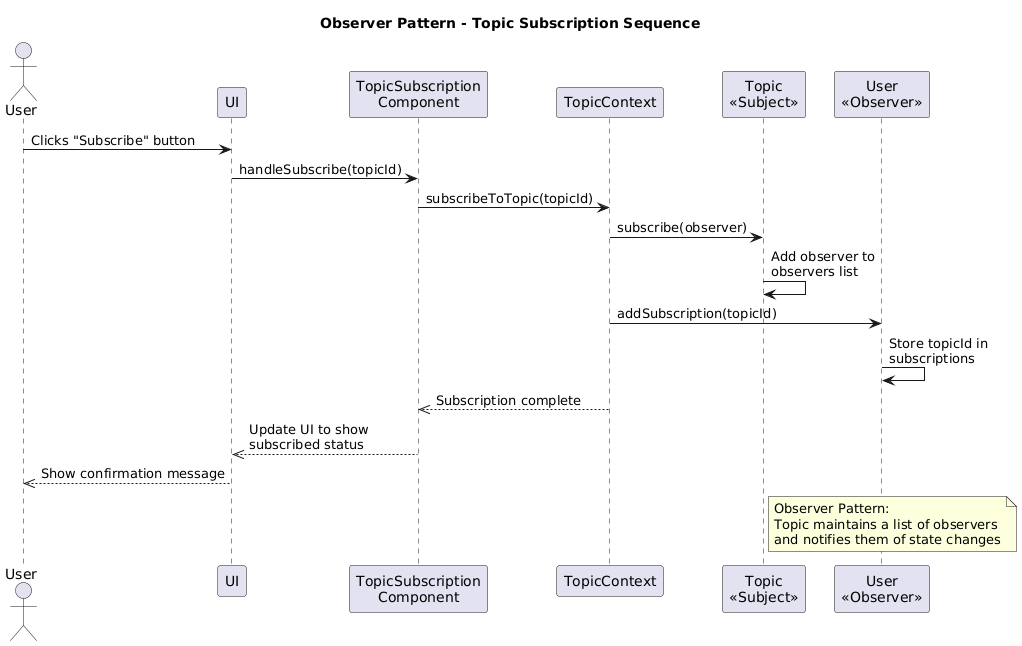 Observer Pattern - Topic Subscription Sequence
User
UI
TopicSubscription
Component
TopicContext
Topic
«Subject»
User
«Observer»
Clicks "Subscribe" button
handleSubscribe(topicId)
subscribeToTopic(topicId)
subscribe(observer)
Add observer to
observers list
addSubscription(topicId)
Store topicId in
subscriptions
Subscription complete
Update UI to show
subscribed status
Show confirmation message
Observer Pattern:
Topic maintains a list of observers
and notifies them of state changes
User
UI
TopicSubscription
Component
TopicContext
Topic
«Subject»
User
«Observer»